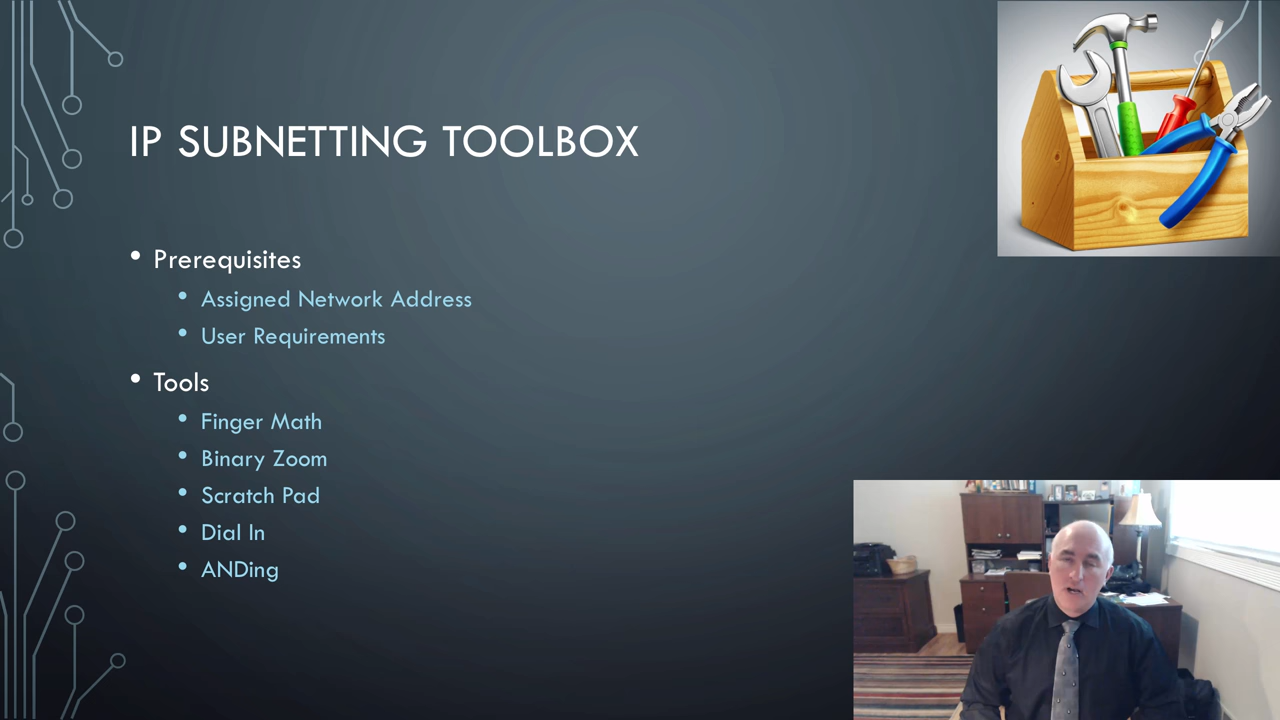 IP SUBNETTING TOOLBOX
• Prerequisites
• Assigned Network Address
• User Requirements
• Tools
• Finger Math
• Binary Zoom
• Scratch Pad
• Dial In
• ANDing